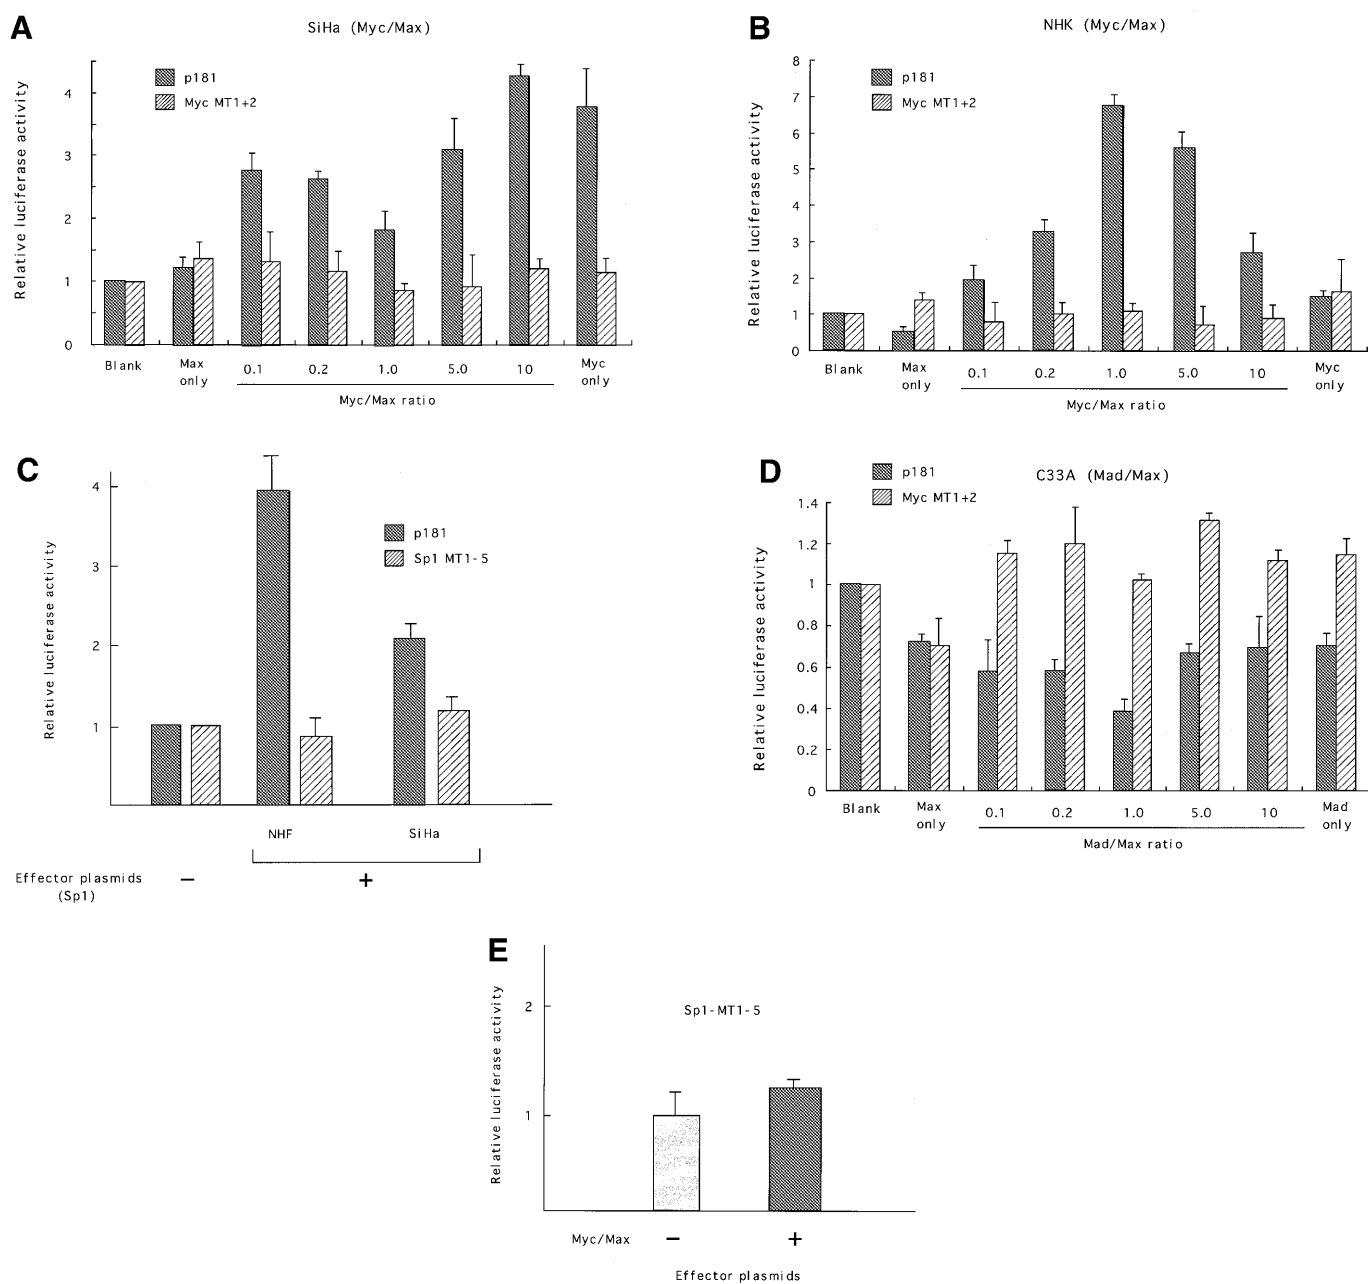 A
SiHa (Myc/Max)
p181
Myc MT1+2
Relative luciferase activity
4
3
2
1
0
Blank
Max only
0.1
0.2
1.0
5.0
10
Myc only
Myc/Max ratio
B
NHK (Myc/Max)
p181
Myc MT1+2
Relative luciferase activity
8
7
6
5
4
3
2
1
0
Blank
Max only
0.1
0.2
1.0
5.0
10
Myc only
Myc/Max ratio
C
p181
Sp1 MT1-5
Relative luciferase activity
4
3
2
1
NHF
SiHa
Effector plasmids
(Sp1)
−
+
D
C33A (Mad/Max)
p181
Myc MT1+2
Relative luciferase activity
1.4
1.2
1
0.8
0.6
0.4
0.2
0
Blank
Max only
0.1
0.2
1.0
5.0
10
Mad only
Mad/Max ratio
E
Sp1-MT1-5
Relative luciferase activity
2
1
Myc/Max − +
Effector plasmids